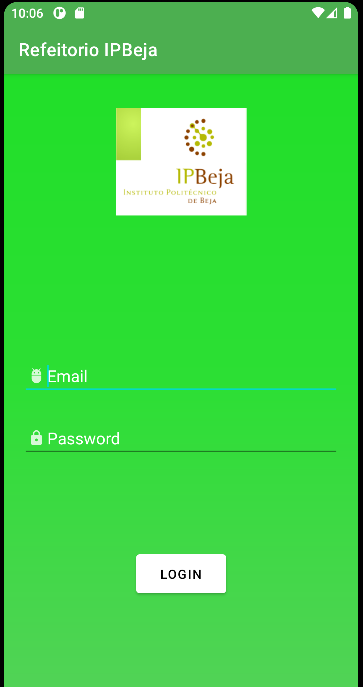 10:06
Refeitorio IPBeja
IPBeja
Instituto Politécnico
de Beja
Email
Password
LOGIN